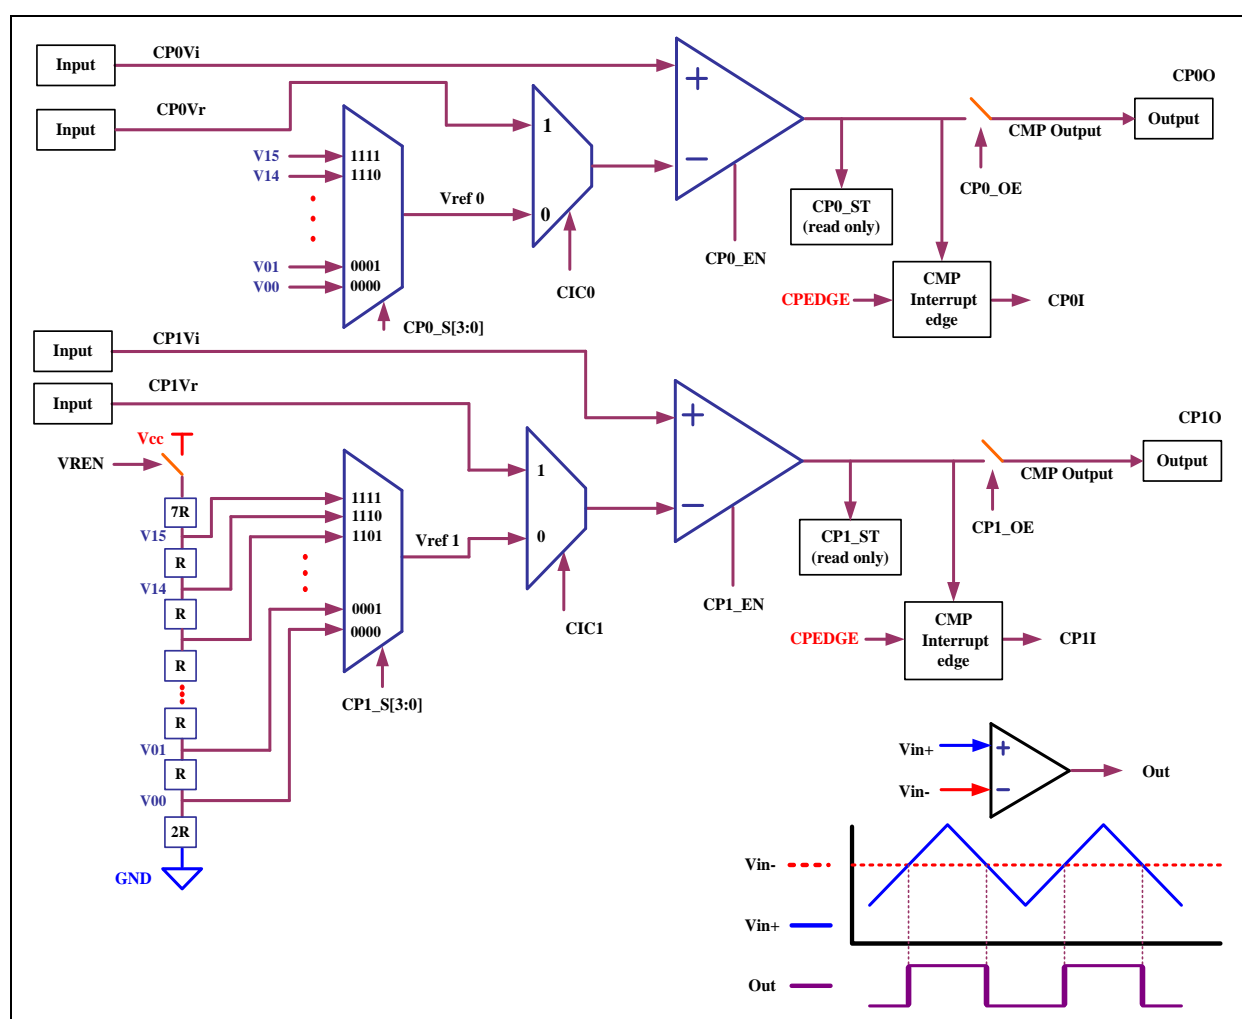 CP0Vi
Input
CP0O
CP0Vr
Input
Output
CMP Output
1
V15
1111
V14
1110
CP0_OE
Vref 0
0
CP0_ST
(read only)
V01
0001
V00
0000
CP0_EN
CIC0
CPEDGE
CMP
Interrupt
edge
CP0I
CP0_S[3:0]
CP1Vi
Input
CP1Vr
Input
CP1O
Vcc
VREN
Output
CMP Output
1
7R
1111
1110
1101
V15
R
V14
Vref 1
0
CP1_OE
CP1_ST
(read only)
R
0001
0000
CIC1
CP1_EN
CPEDGE
CMP
Interrupt
edge
CP1I
R
CP1_S[3:0]
R
V01
R
V00
2R
GND
Vin+
Vin-
Out
Vin-
Vin+
Out